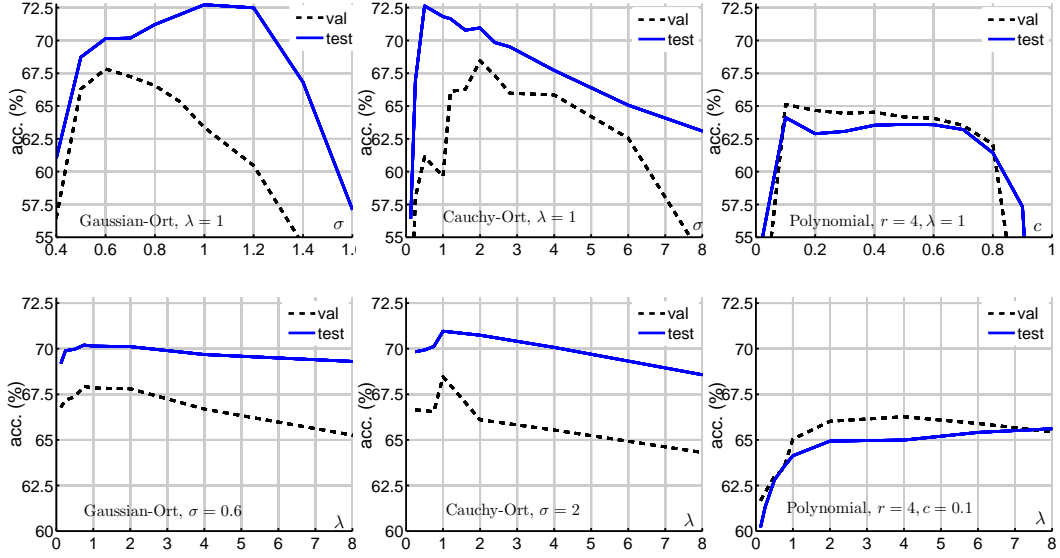 72.5
70
67.5
65
62.5
60
57.5
55
acc. (%)
val
test
Gaussian-Ort, λ = 1
σ
0.4 0.6 0.8 1 1.2 1.4 1.6
72.5
70
67.5
65
62.5
60
57.5
55
acc. (%)
val
test
Cauchy-Ort, λ = 1
σ
0 1 2 3 4 5 6 7 8
72.5
70
67.5
65
62.5
60
57.5
55
acc. (%)
val
test
Polynomial, r = 4, λ = 1
c
0 0.2 0.4 0.6 0.8 1
72.5
70
67.5
65
62.5
60
acc. (%)
val
test
Gaussian-Ort, σ = 0.6
λ
0 1 2 3 4 5 6 7 8
72.5
70
67.5
65
62.5
60
acc. (%)
val
test
Cauchy-Ort, σ = 2
λ
0 1 2 3 4 5 6 7 8
72.5
70
67.5
65
62.5
60
acc. (%)
val
test
Polynomial, r = 4, c = 0.1
λ
0 1 2 3 4 5 6 7 8